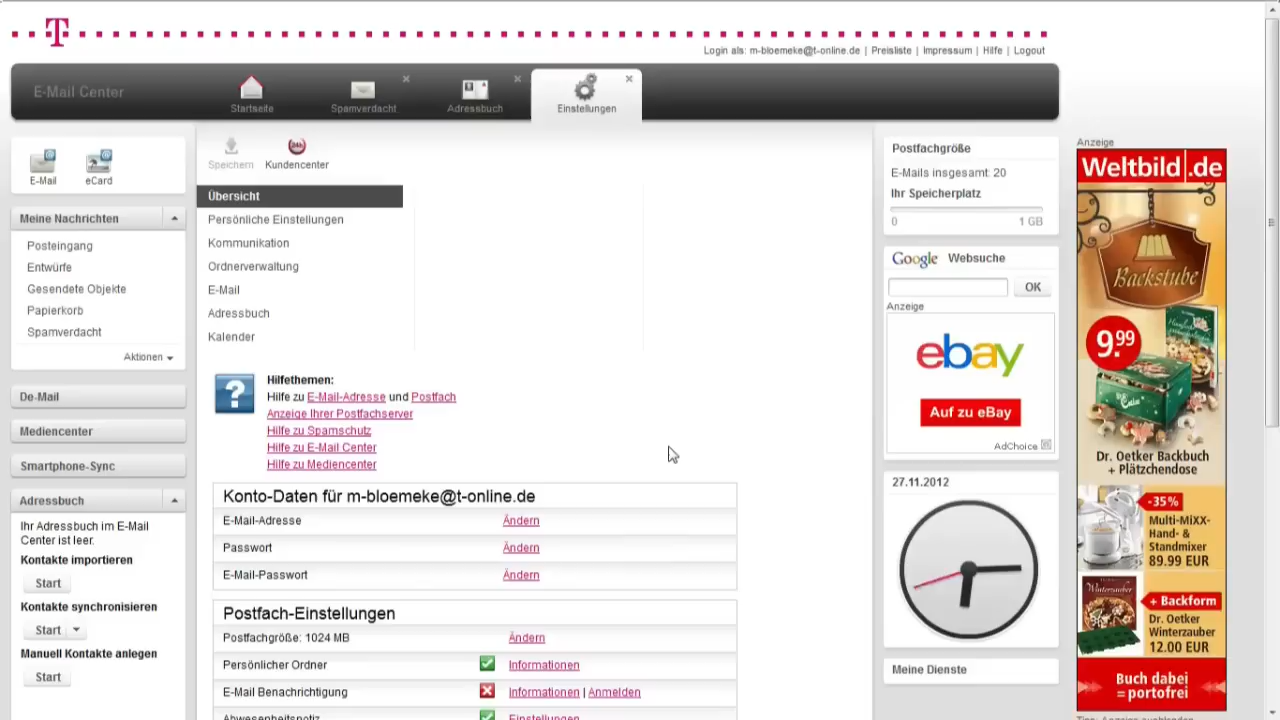 T
Login als: m-bloemeke@t-online.de | Preisliste | Impressum | Hilfe | Logout
E-Mail Center
Startseite
Spamverdacht
Adressbuch
Einstellungen
E-Mail
eCard
Meine Nachrichten
Posteingang
Entwürfe
Gesendete Objekte
Papierkorb
Spamverdacht
Aktionen
De-Mail
Mediencenter
Smartphone-Sync
Adressbuch
Ihr Adressbuch im E-Mail
Center ist leer.
Kontakte importieren
Start
Kontakte synchronisieren
Start
Manuell Kontakte anlegen
Start
Speichern
24h
Kundencenter
Übersicht
Persönliche Einstellungen
Kommunikation
Ordnerverwaltung
E-Mail
Adressbuch
Kalender
?
Hilfethemen:
Hilfe zu E-Mail-Adresse und Postfach
Anzeige Ihrer Postfachserver
Hilfe zu Spamschutz
Hilfe zu E-Mail Center
Hilfe zu Mediencenter
Konto-Daten für m-bloemeke@t-online.de
E-Mail-Adresse Ändern
Passwort Ändern
E-Mail-Passwort Ändern
Postfach-Einstellungen
Postfachgröße: 1024 MB Ändern
Persönlicher Ordner Informationen
E-Mail Benachrichtigung Informationen | Anmelden
Abwesenheitsnotiz Einstellungen
Postfachgröße
E-Mails insgesamt: 20
Ihr Speicherplatz
0 1 GB
Google Websuche
OK
Anzeige
ebay
Auf zu eBay
AdChoice
27.11.2012
Meine Dienste
Anzeige
Weltbild.de
Backstube
9.99
Dr. Oetker Backbuch
+ Plätzchendose
-35%
Multi-MiXX-
Hand- &
Standmixer
89.99 EUR
Winterzauber
+ Backform
Dr. Oetker
Winterzauber
12.00 EUR
Buch dabei
=portofrei
Tipp: Anzeige ausblenden